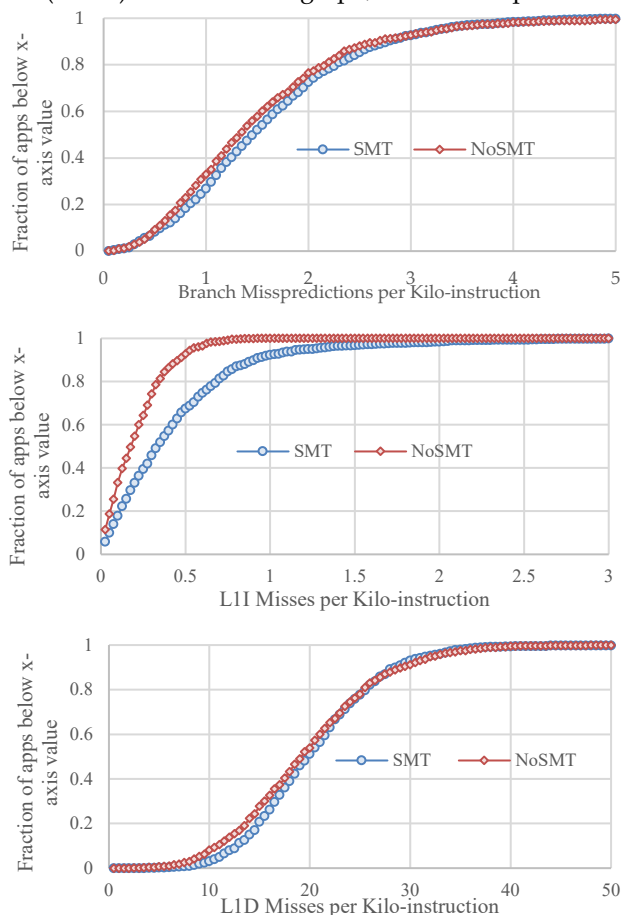 1
0.8
0.6
0.4
0.2
0
Fraction of apps below x-
axis value
SMT NoSMT
0 1 2 3 4 5
Branch Misspredictions per Kilo-instruction
1
0.8
0.6
0.4
0.2
0
Fraction of apps below x-
axis value
SMT NoSMT
0 0.5 1 1.5 2 2.5 3
L1I Misses per Kilo-instruction
1
0.8
0.6
0.4
0.2
0
Fraction of apps below x-
axis value
SMT NoSMT
0 10 20 30 40 50
L1D Misses per Kilo-instruction